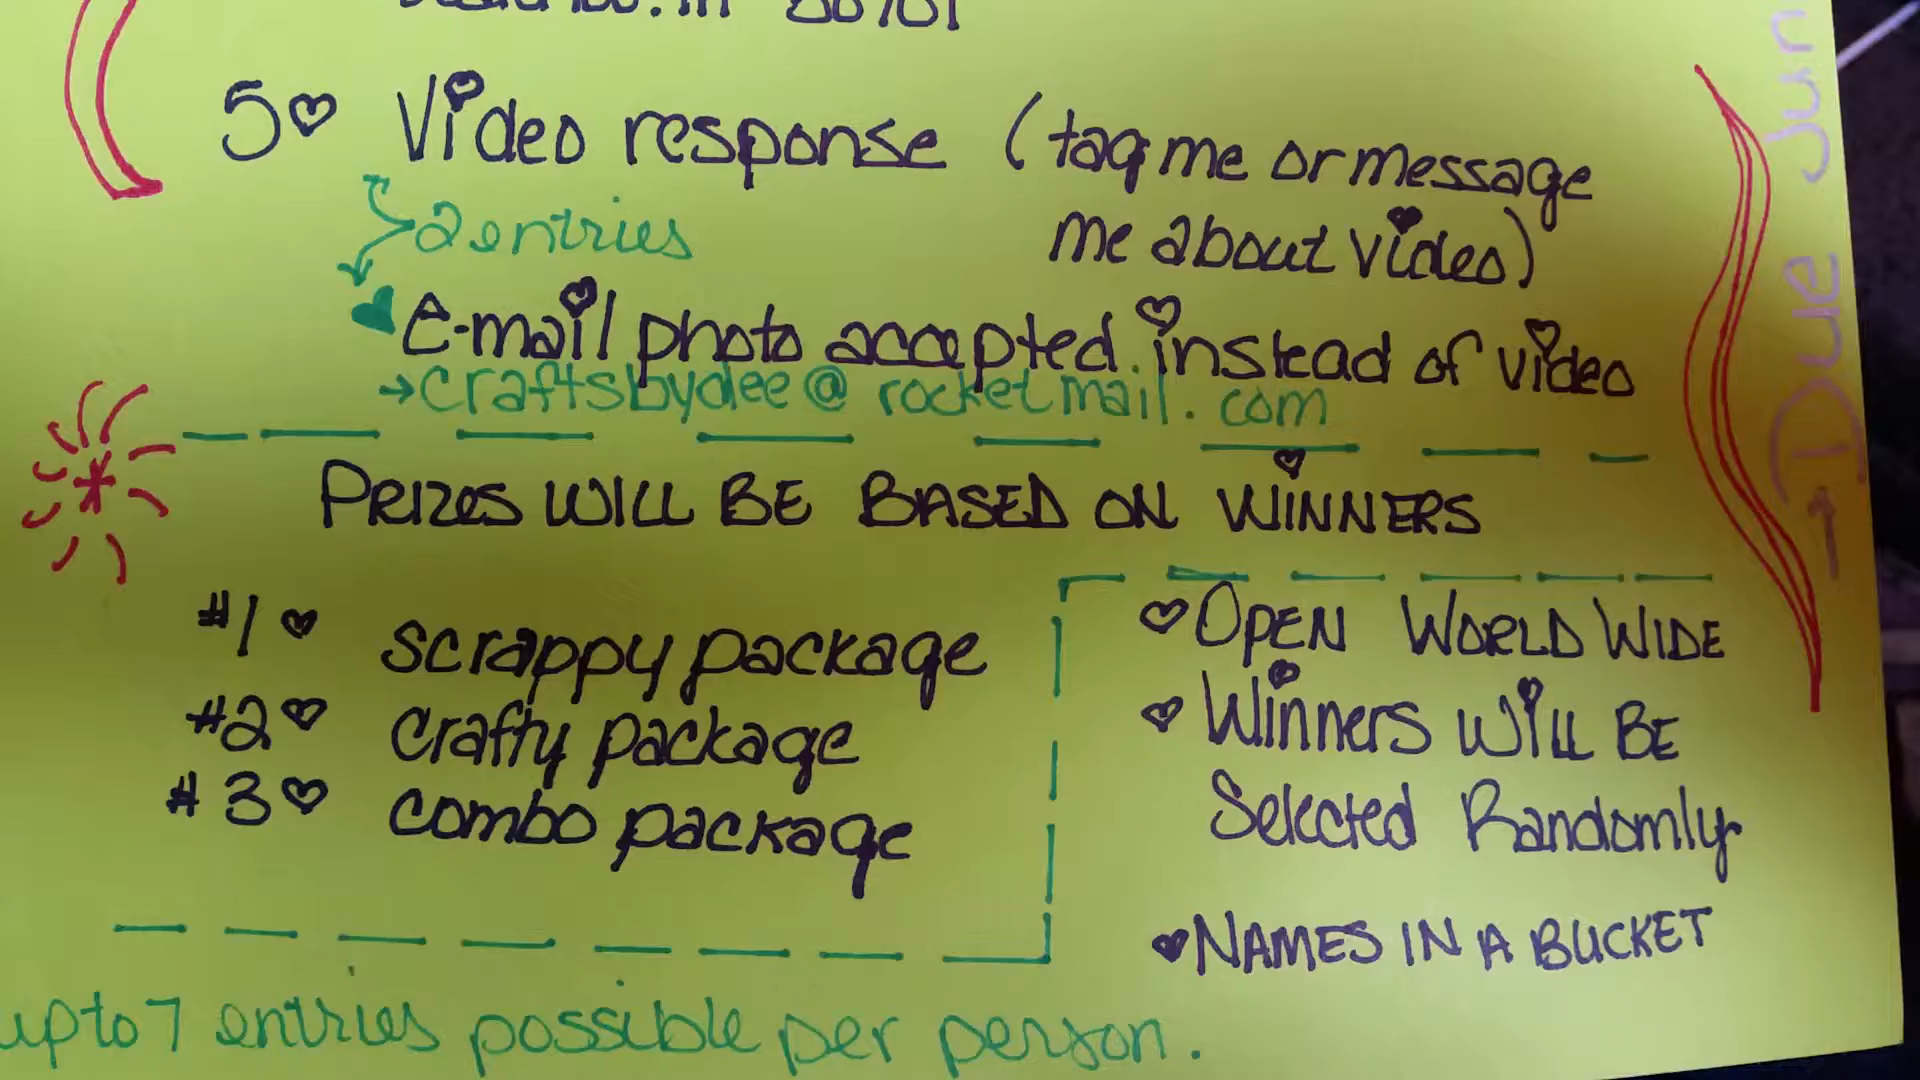 5♡ Video response (tag me or message
me about video)
2 entries
♥ E-mail photo accepted instead of video
→ craftsbydee@rocketmail.com
PRIZES WILL BE BASED ON WINNERS
#1♡ scrappy package
#2♡ crafty package
#3♡ combo package
♡ OPEN WORLD WIDE
♡ Winners WILL BE
Selected Randomly
♥ NAMES IN A BUCKET
up to 7 entries possible per person.
→ Due Jun